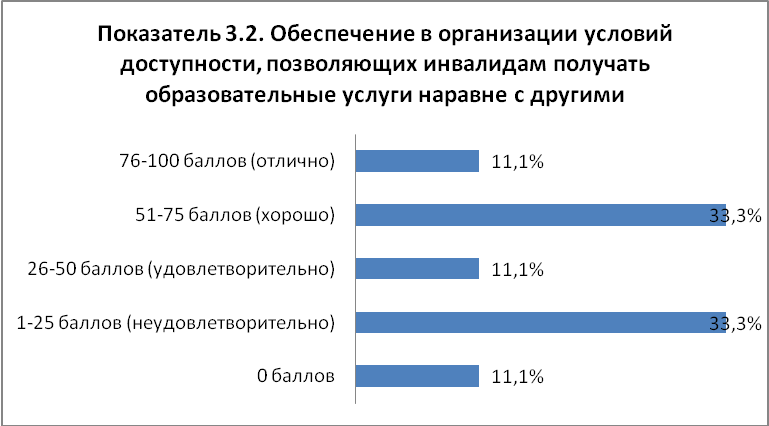 Показатель 3.2. Обеспечение в организации условий
доступности, позволяющих инвалидам получать
образовательные услуги наравне с другими
76-100 баллов (отлично) 11,1%
51-75 баллов (хорошо) 33,3%
26-50 баллов (удовлетворительно) 11,1%
1-25 баллов (неудовлетворительно) 33,3%
0 баллов 11,1%